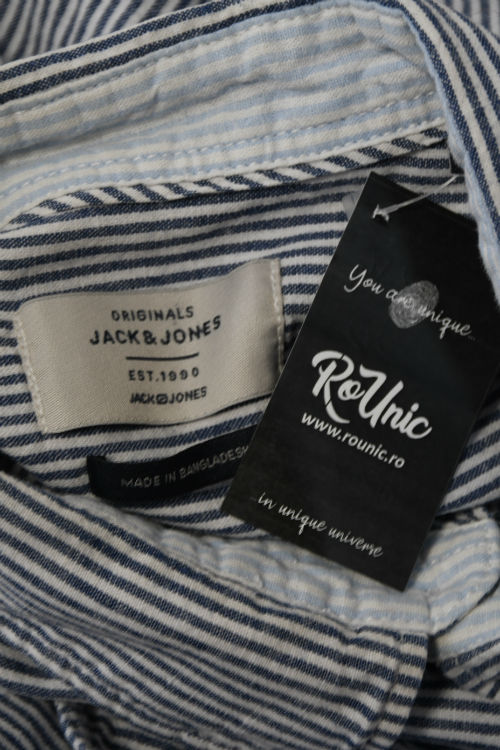 ORIGINALS
JACK&JONES
EST.1990
JACK&JONES
MADE IN BANGLADESH
You are unique...
RoUnic
www.rounic.ro
...in unique universe